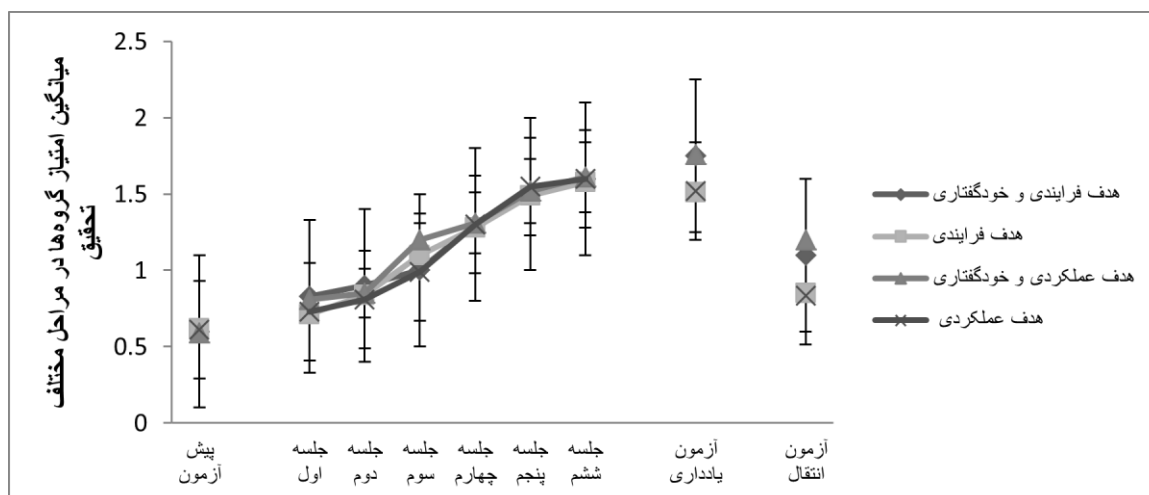 میانگین امتیاز گروه‌ها در مراحل مختلف
تحقیق
2.5
2
1.5
1
0.5
0
پیش
آزمون
جلسه
اول
جلسه
دوم
جلسه
سوم
جلسه
چهارم
جلسه
پنجم
جلسه
ششم
آزمون
یادداری
آزمون
انتقال
هدف فرایندی و خودگفتاری
هدف فرایندی
هدف عملکردی و خودگفتاری
هدف عملکردی